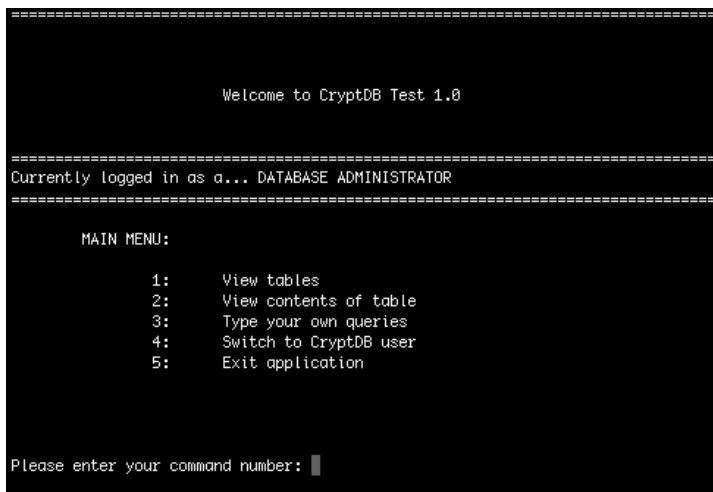 ================================================================================
Welcome to CryptDB Test 1.0
================================================================================
Currently logged in as a... DATABASE ADMINISTRATOR
================================================================================
MAIN MENU:
1: View tables
2: View contents of table
3: Type your own queries
4: Switch to CryptDB user
5: Exit application
Please enter your command number: